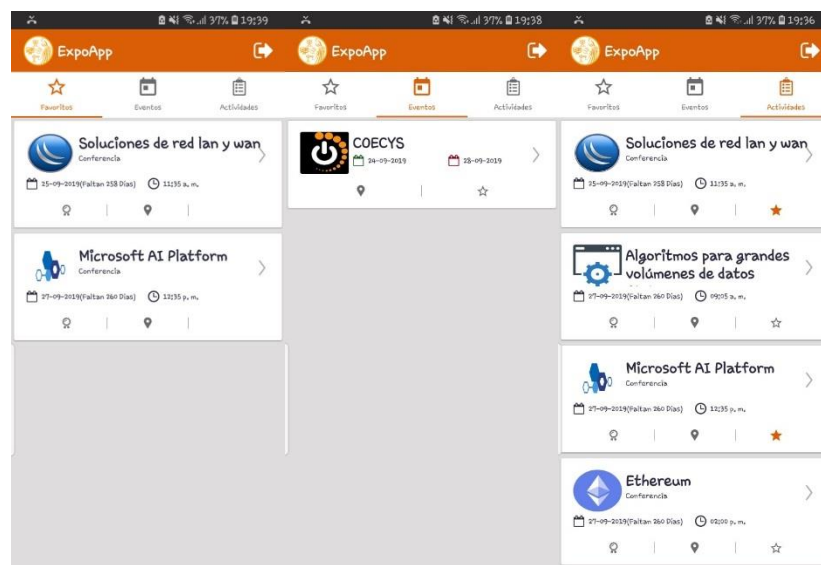 37% 19:39
ExpoApp
Favoritos Eventos Actividades
Soluciones de red lan y wan
Conferencia
25-09-2019(Faltan 258 Días) 11:35 a. m.
Microsoft AI Platform
Conferencia
27-09-2019(Faltan 260 Días) 12:35 p. m.
37% 19:38
ExpoApp
Favoritos Eventos Actividades
COECYS
24-09-2019 28-09-2019
37% 19:36
ExpoApp
Favoritos Eventos Actividades
Soluciones de red lan y wan
Conferencia
25-09-2019(Faltan 258 Días) 11:35 a. m.
Algoritmos para grandes
volúmenes de datos
27-09-2019(Faltan 260 Días) 09:05 a. m.
Microsoft AI Platform
Conferencia
27-09-2019(Faltan 260 Días) 12:35 p. m.
Ethereum
Conferencia
27-09-2019(Faltan 260 Días) 02:00 p. m.